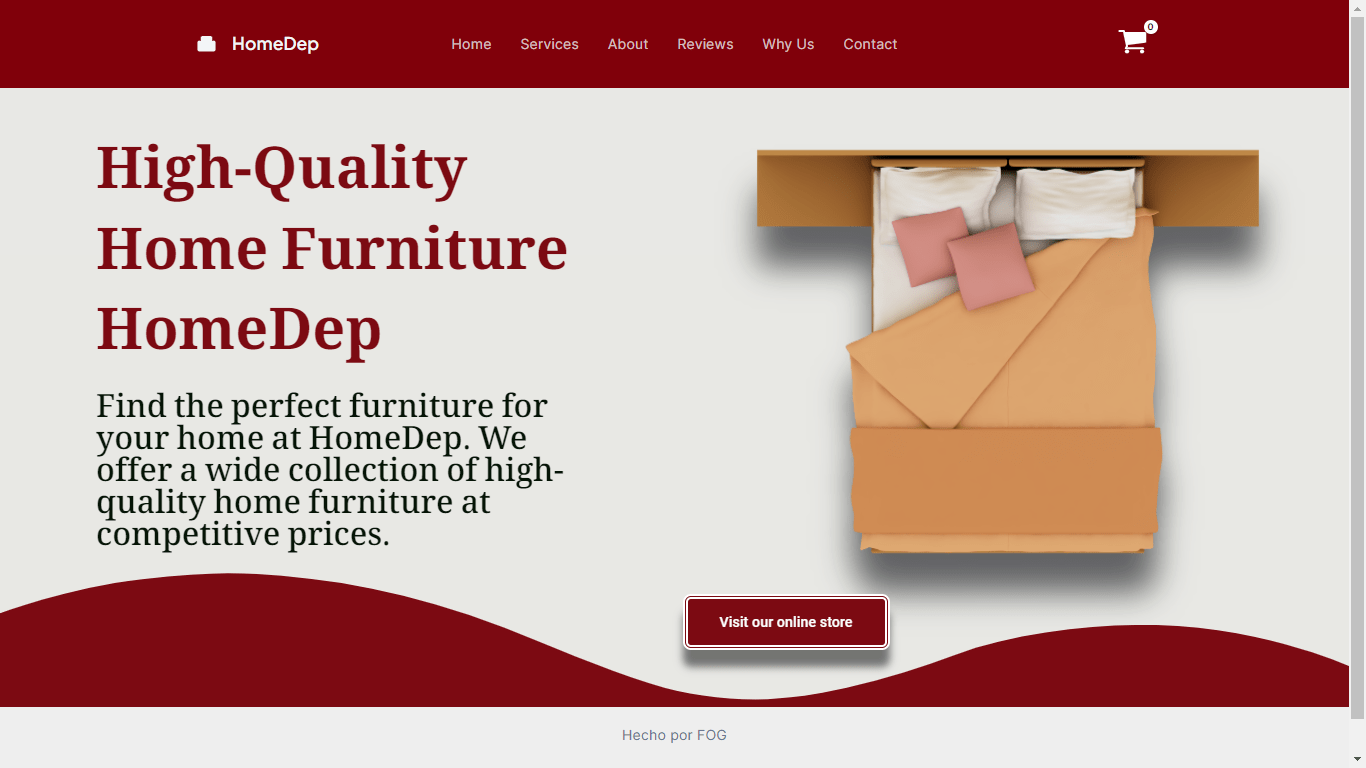 HomeDep
Home Services About Reviews Why Us Contact
0
High-Quality
Home Furniture
HomeDep
Find the perfect furniture for
your home at HomeDep. We
offer a wide collection of high-
quality home furniture at
competitive prices.
Visit our online store
Hecho por FOG